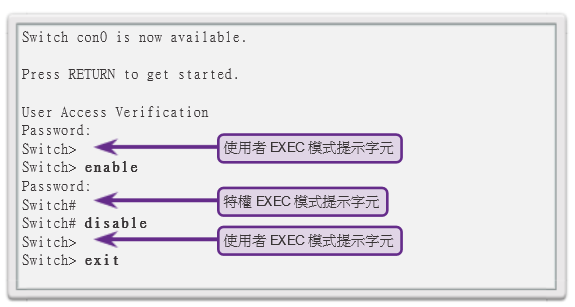 Switch con0 is now available.
Press RETURN to get started.
User Access Verification
Password:
Switch>
使用者 EXEC 模式提示字元
Switch> enable
Password:
Switch#
特權 EXEC 模式提示字元
Switch# disable
Switch>
使用者 EXEC 模式提示字元
Switch> exit